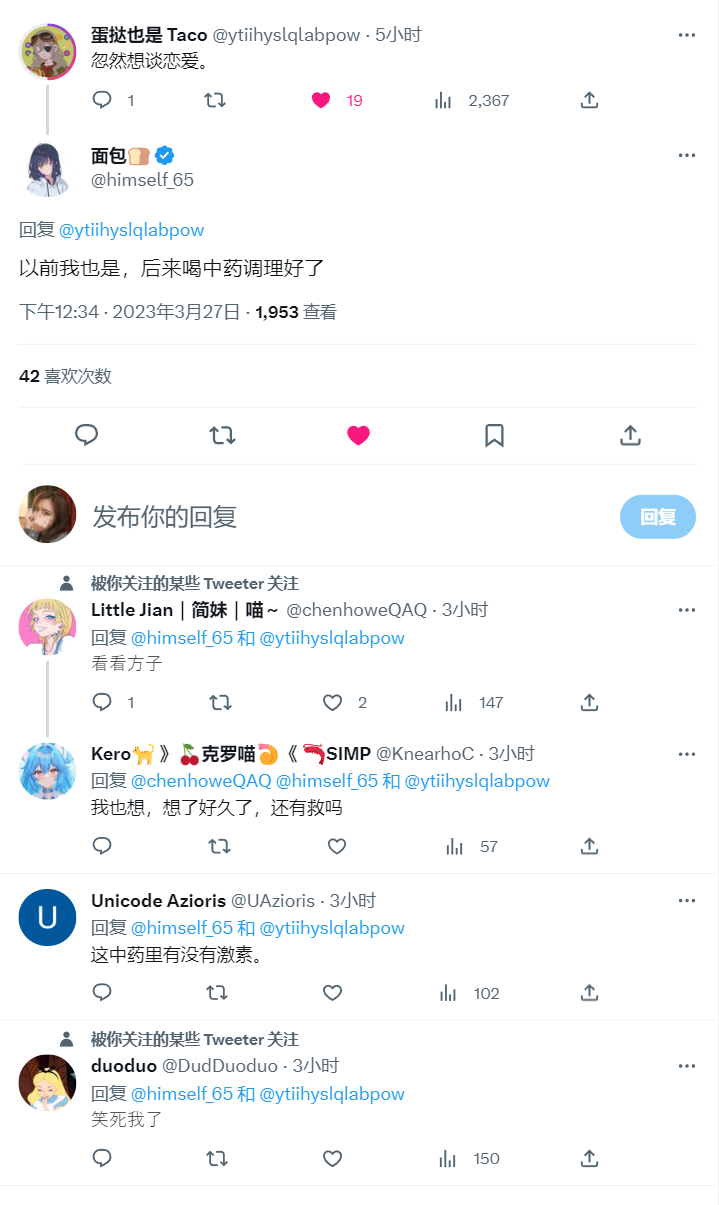 蛋挞也是 Taco @ytiihyslqlabpow · 5小时
忽然想谈恋爱。
1 19 2,367
面包
@himself_65
回复 @ytiihyslqlabpow
以前我也是，后来喝中药调理好了
下午12:34 · 2023年3月27日 · 1,953 查看
42 喜欢次数
发布你的回复 回复
被你关注的某些 Tweeter 关注
Little Jian｜简妹｜喵～ @chenhoweQAQ · 3小时
回复 @himself_65 和 @ytiihyslqlabpow
看看方子
1 2 147
Kero🐈》🍒克罗喵🍤《🦐SIMP @KnearhoC · 3小时
回复 @chenhoweQAQ @himself_65 和 @ytiihyslqlabpow
我也想，想了好久了，还有救吗
57
U
Unicode Azioris @UAzioris · 3小时
回复 @himself_65 和 @ytiihyslqlabpow
这中药里有没有激素。
102
被你关注的某些 Tweeter 关注
duoduo @DudDuoduo · 3小时
回复 @himself_65 和 @ytiihyslqlabpow
笑死我了
150